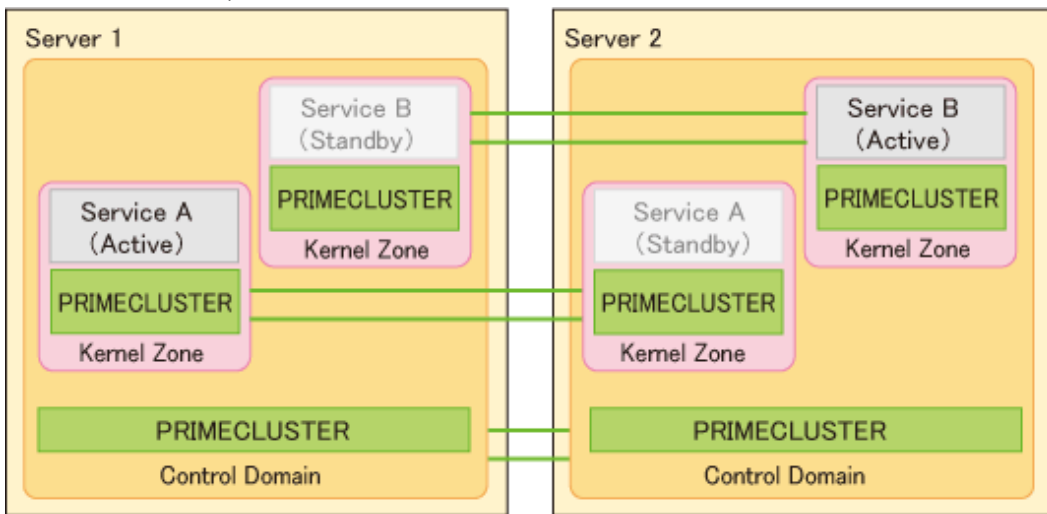 Server 1
Service B
(Standby)
PRIMECLUSTER
Kernel Zone
Service A
(Active)
PRIMECLUSTER
Kernel Zone
PRIMECLUSTER
Control Domain
Server 2
Service B
(Active)
PRIMECLUSTER
Kernel Zone
Service A
(Standby)
PRIMECLUSTER
Kernel Zone
PRIMECLUSTER
Control Domain